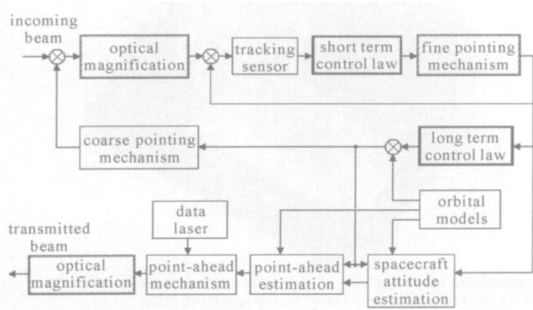 incoming
beam
optical
magnification
tracking
sensor
short term
control law
fine pointing
mechanism
coarse pointing
mechanism
long term
control law
orbital
models
data
laser
transmitted
beam
optical
magnification
point-ahead
mechanism
point-ahead
estimation
spacecraft
attitude
estimation